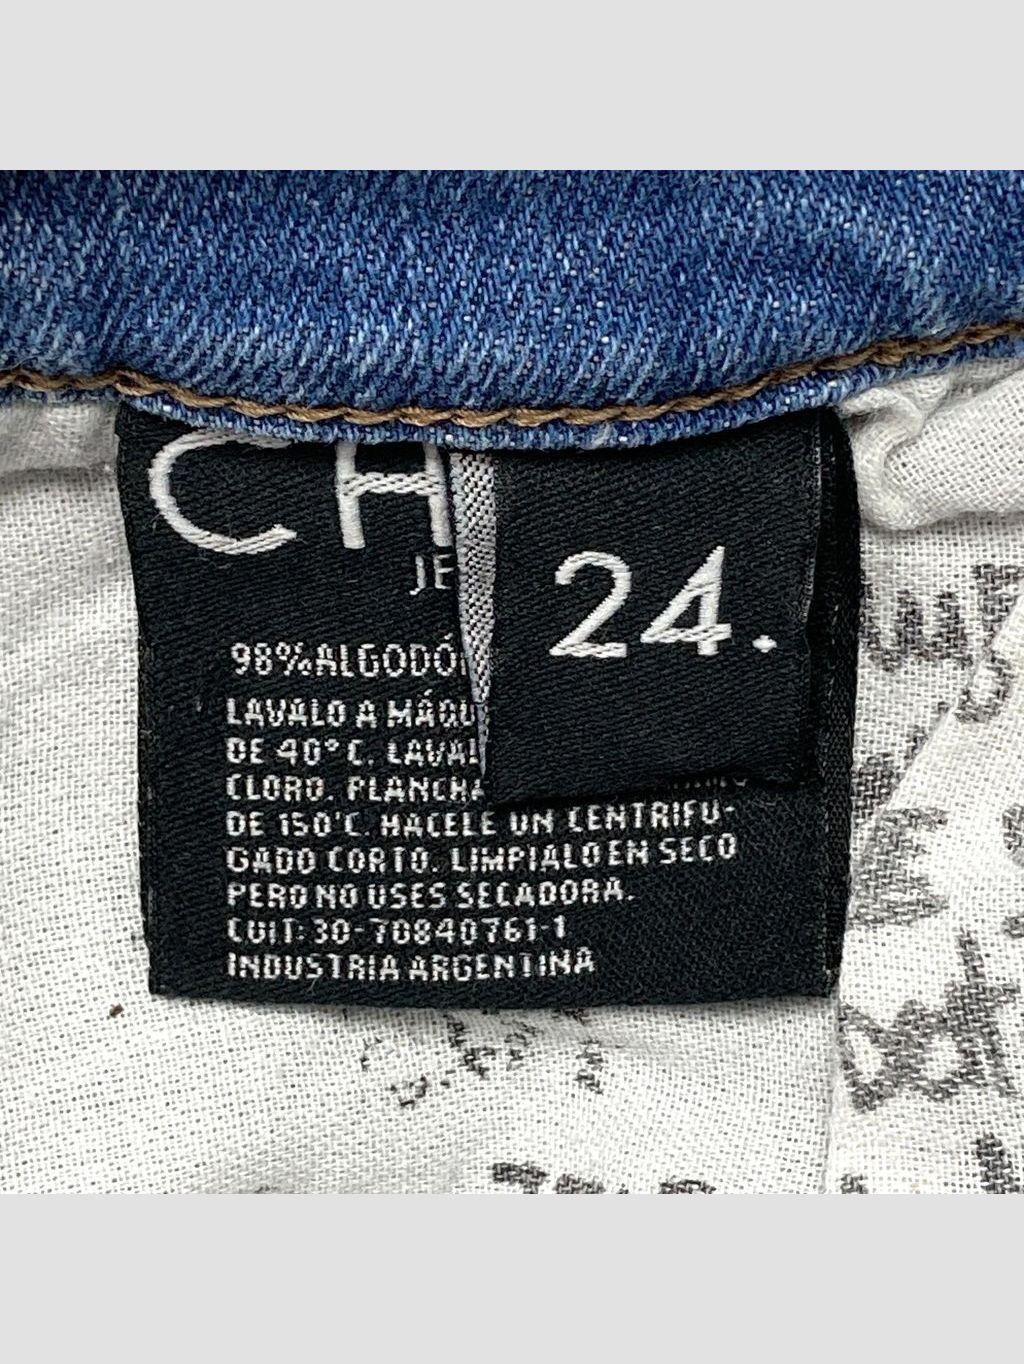 CH
JE
24.
98%ALGODÓ
LAVALO A MÁQU
DE 40°C. LAVAL
CLORO. PLANCHA
DE 150°C. HACELE UN CENTRIFU-
GADO CORTO. LIMPIALO EN SECO
PERO NO USES SECADORA.
CUIT: 30-70840761-1
INDUSTRIA ARGENTINA